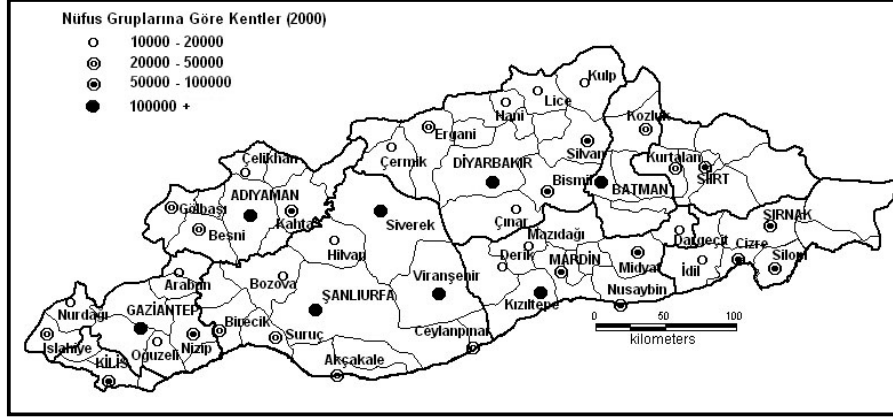 Nüfus Gruplarına Göre Kentler (2000)
10000 - 20000
20000 - 50000
50000 - 100000
100000 +
Kulp
Lice
Hani
Kozluk
Ergani
Çermik
Silvan
Kurtalan
SİİRT
Çelikhan
DİYARBAKIR
Bismil
BATMAN
ADIYAMAN
Gölbaşı
Kahta
Siverek
Çınar
ŞIRNAK
Besni
Hilvan
Mazıdağı
Dargeçit
Cizre
Derik
MARDİN
Midyat
İdil
Silopi
Araban
Bozova
Viranşehir
Nusaybin
Nurdağı
GAZİANTEP
ŞANLIURFA
Kızıltepe
Birecik
Suruç
Ceylanpınar
0 50 100
kilometers
Islahiye
Oğuzeli
Nizip
KİLİS
Akçakale